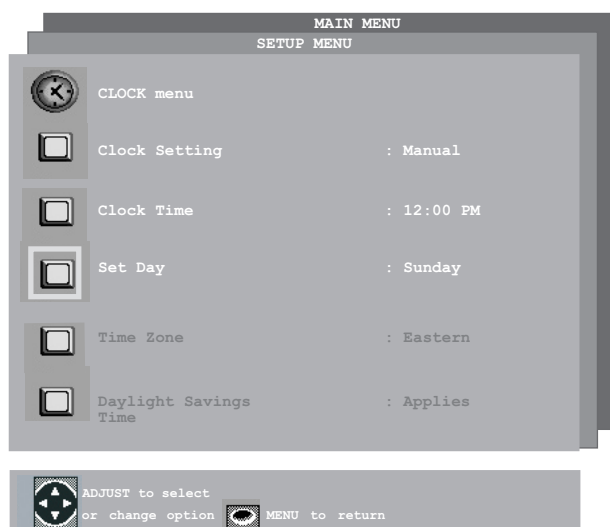 MAIN MENU
SETUP MENU
CLOCK menu
Clock Setting : Manual
Clock Time : 12:00 PM
Set Day : Sunday
Time Zone : Eastern
Daylight Savings : Applies
Time
ADJUST to select
or change option MENU to return